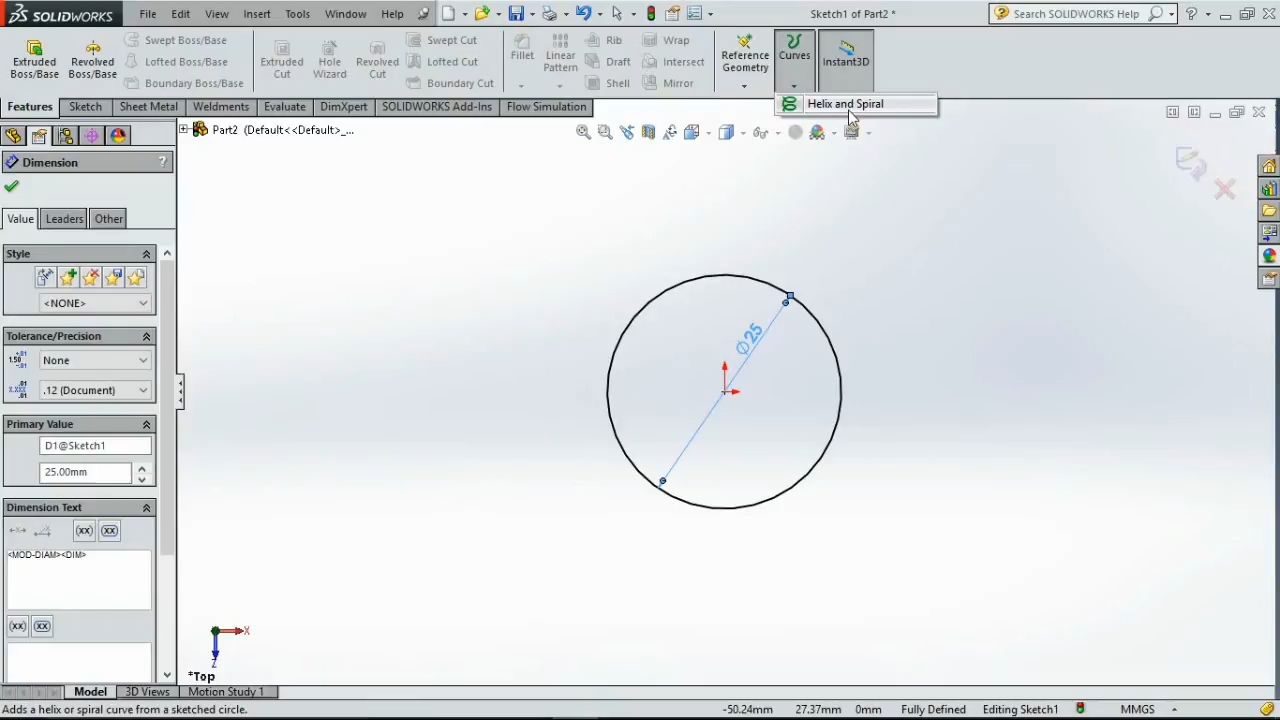 SOLIDWORKS File Edit View Insert Tools Window Help Sketch1 of Part2 * Search SOLIDWORKS Help ?
Extruded Boss/Base
Revolved Boss/Base
Swept Boss/Base
Lofted Boss/Base
Boundary Boss/Base
Extruded Cut
Hole Wizard
Revolved Cut
Swept Cut
Lofted Cut
Boundary Cut
Fillet
Linear Pattern
Rib
Draft
Shell
Wrap
Intersect
Mirror
Reference Geometry
Curves
Instant3D
Helix and Spiral
Features Sketch Sheet Metal Weldments Evaluate DimXpert SOLIDWORKS Add-Ins Flow Simulation
Part2 (Default<<Default>_...
Dimension ?
Value Leaders Other
Style
<NONE>
Tolerance/Precision
None
.12 (Document)
Primary Value
D1@Sketch1
25.00mm
Dimension Text
(xx) (xx)
<MOD-DIAM><DIM>
(xx) (xx)
∅25
X
Z
*Top
Model 3D Views Motion Study 1
Adds a helix or spiral curve from a sketched circle. -50.24mm 27.37mm 0mm Fully Defined Editing Sketch1 MMGS